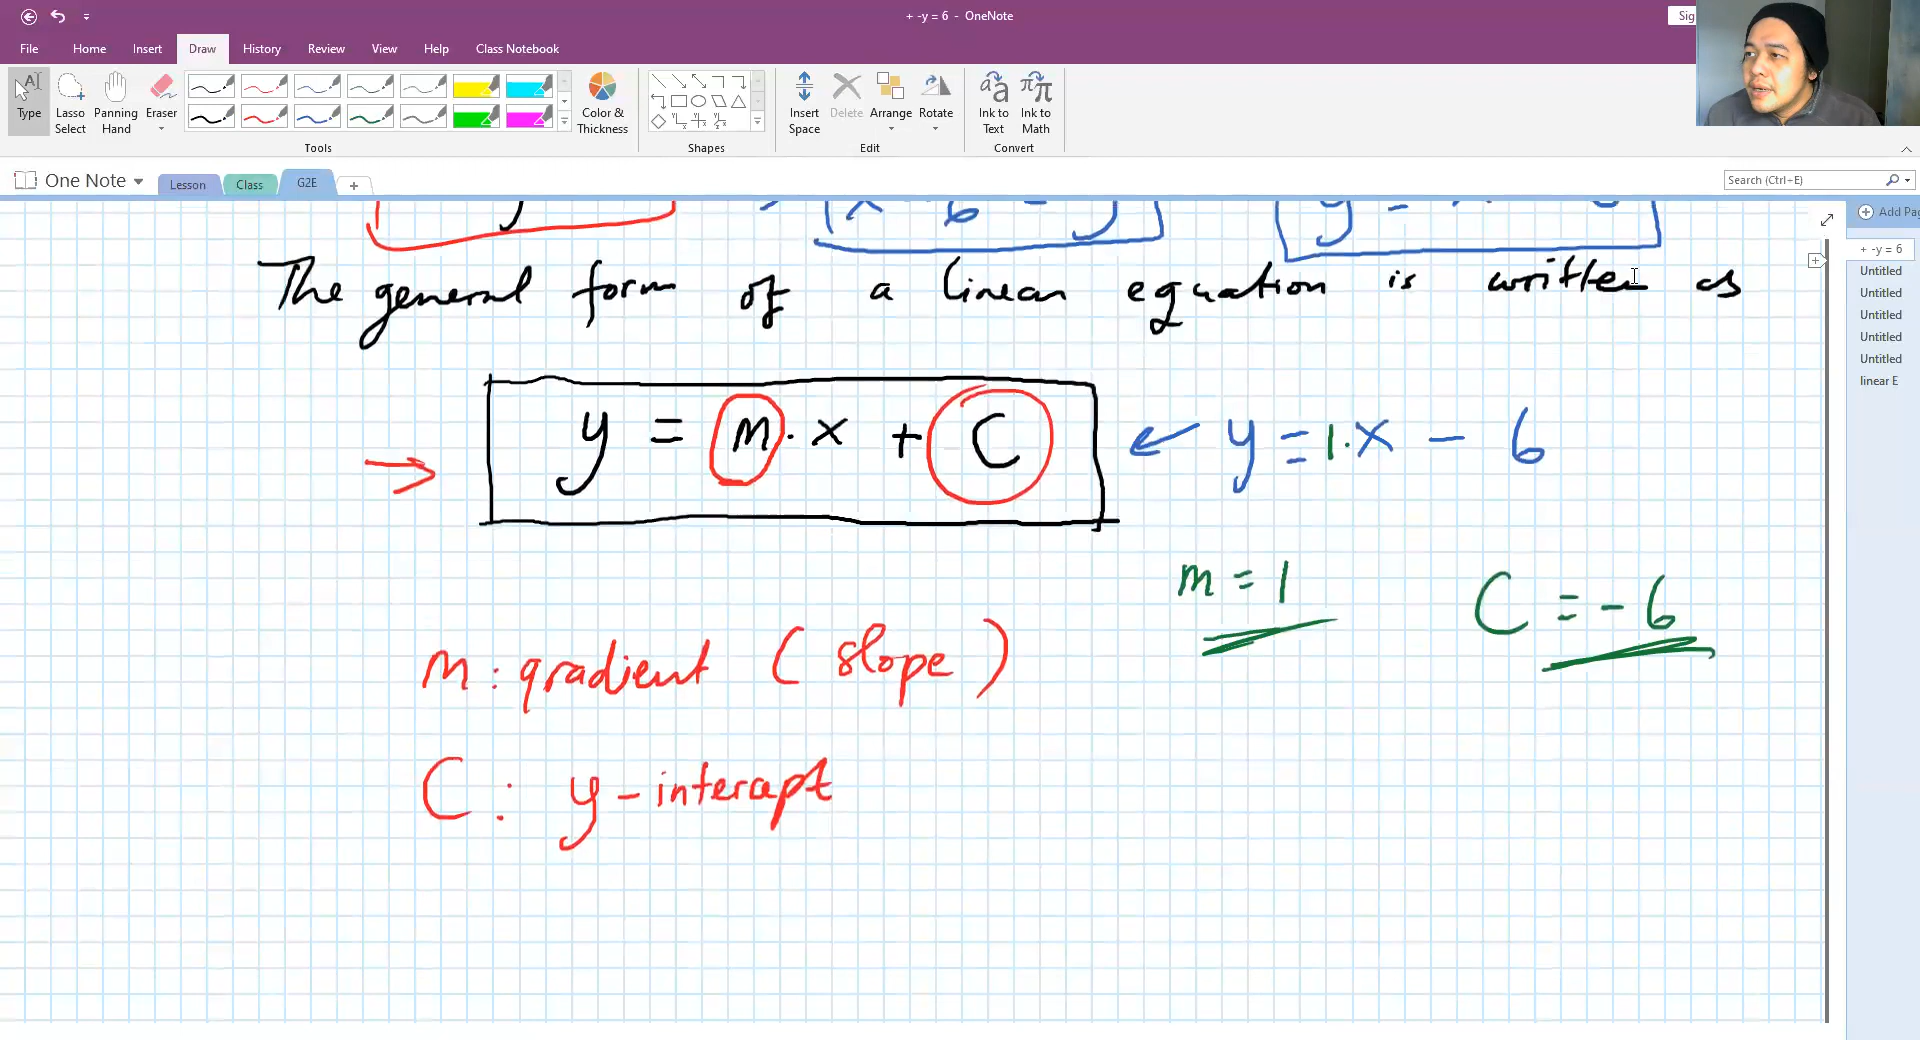 + -y = 6 - OneNote
Sig
File Home Insert Draw History Review View Help Class Notebook
Type
Lasso Select
Panning Hand
Eraser
Color & Thickness
Insert Space
Delete
Arrange
Rotate
Ink to Text
Ink to Math
Tools
Shapes
Edit
Convert
One Note
Lesson
Class
G2E
Search (Ctrl+E)
Add Pag
+ -y = 6
Untitled
Untitled
Untitled
Untitled
Untitled
linear E
The general form of a linear equation is written as
y = m · x + C
y = 1·x - 6
m = 1
C = - 6
m : gradient ( slope )
C : y - intercept